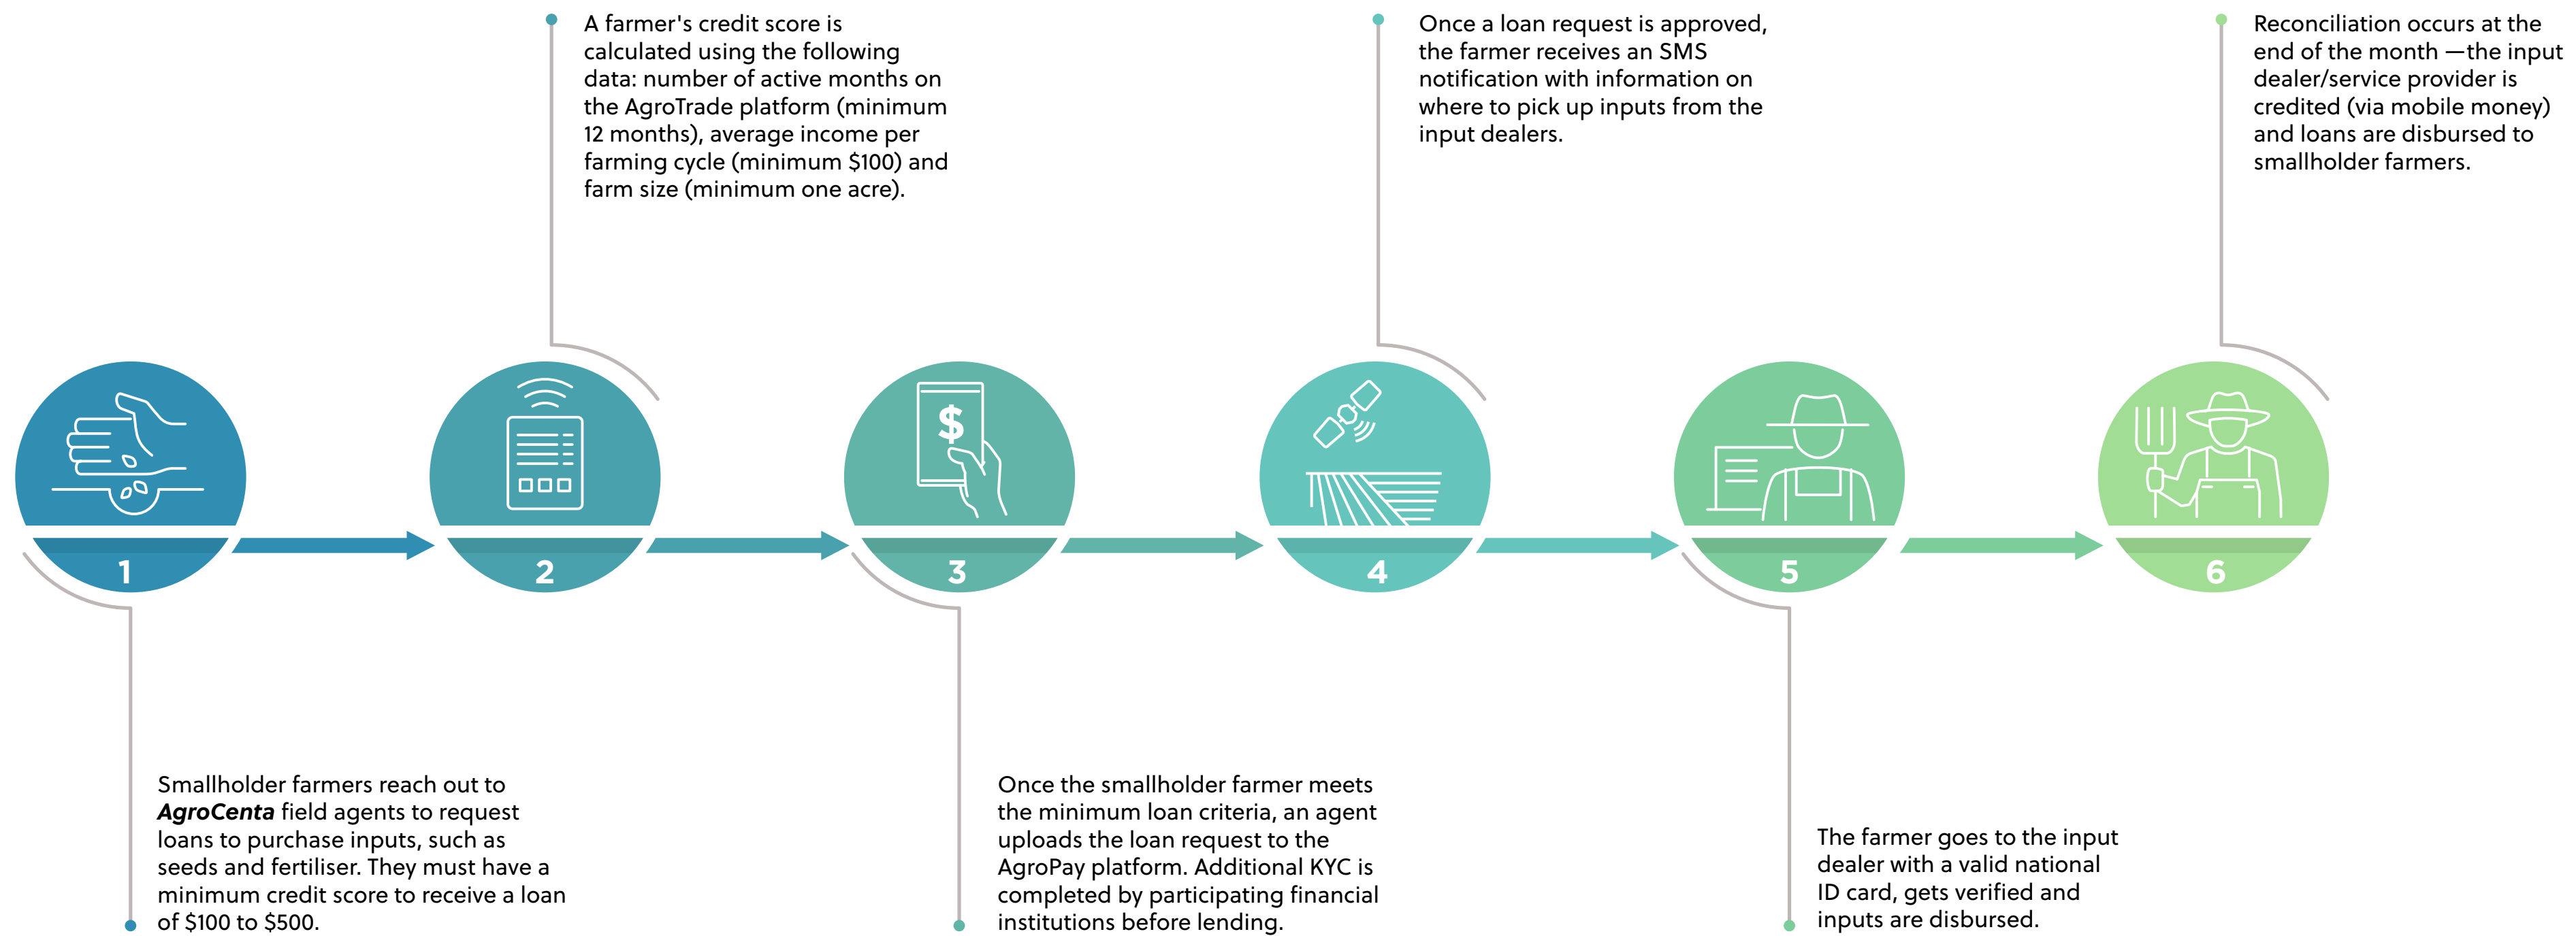 A farmer's credit score is
calculated using the following
data: number of active months on
the AgroTrade platform (minimum
12 months), average income per
farming cycle (minimum $100) and
farm size (minimum one acre).
Once a loan request is approved,
the farmer receives an SMS
notification with information on
where to pick up inputs from the
input dealers.
Reconciliation occurs at the
end of the month —the input
dealer/service provider is
credited (via mobile money)
and loans are disbursed to
smallholder farmers.
$
1
2
3
4
5
6
Smallholder farmers reach out to
AgroCenta field agents to request
loans to purchase inputs, such as
seeds and fertiliser. They must have a
minimum credit score to receive a loan
of $100 to $500.
Once the smallholder farmer meets
the minimum loan criteria, an agent
uploads the loan request to the
AgroPay platform. Additional KYC is
completed by participating financial
institutions before lending.
The farmer goes to the input
dealer with a valid national
ID card, gets verified and
inputs are disbursed.